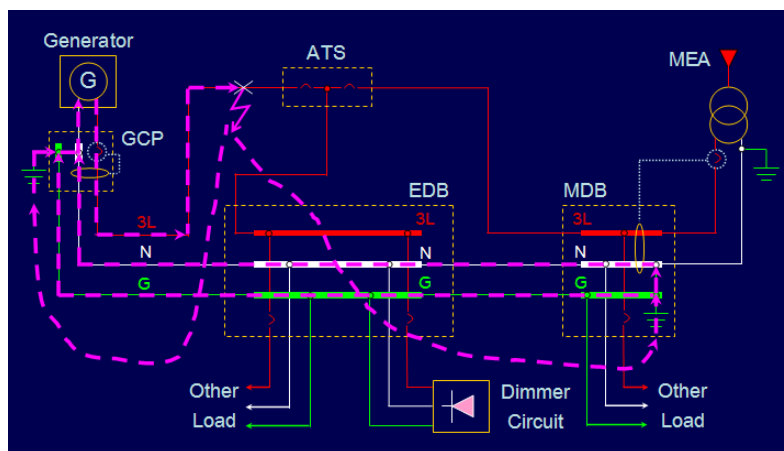 Generator
ATS
MEA
G
GCP
EDB
MDB
3L
3L
3L
N
N
N
G
G
G
Other
Load
Dimmer
Circuit
Other
Load